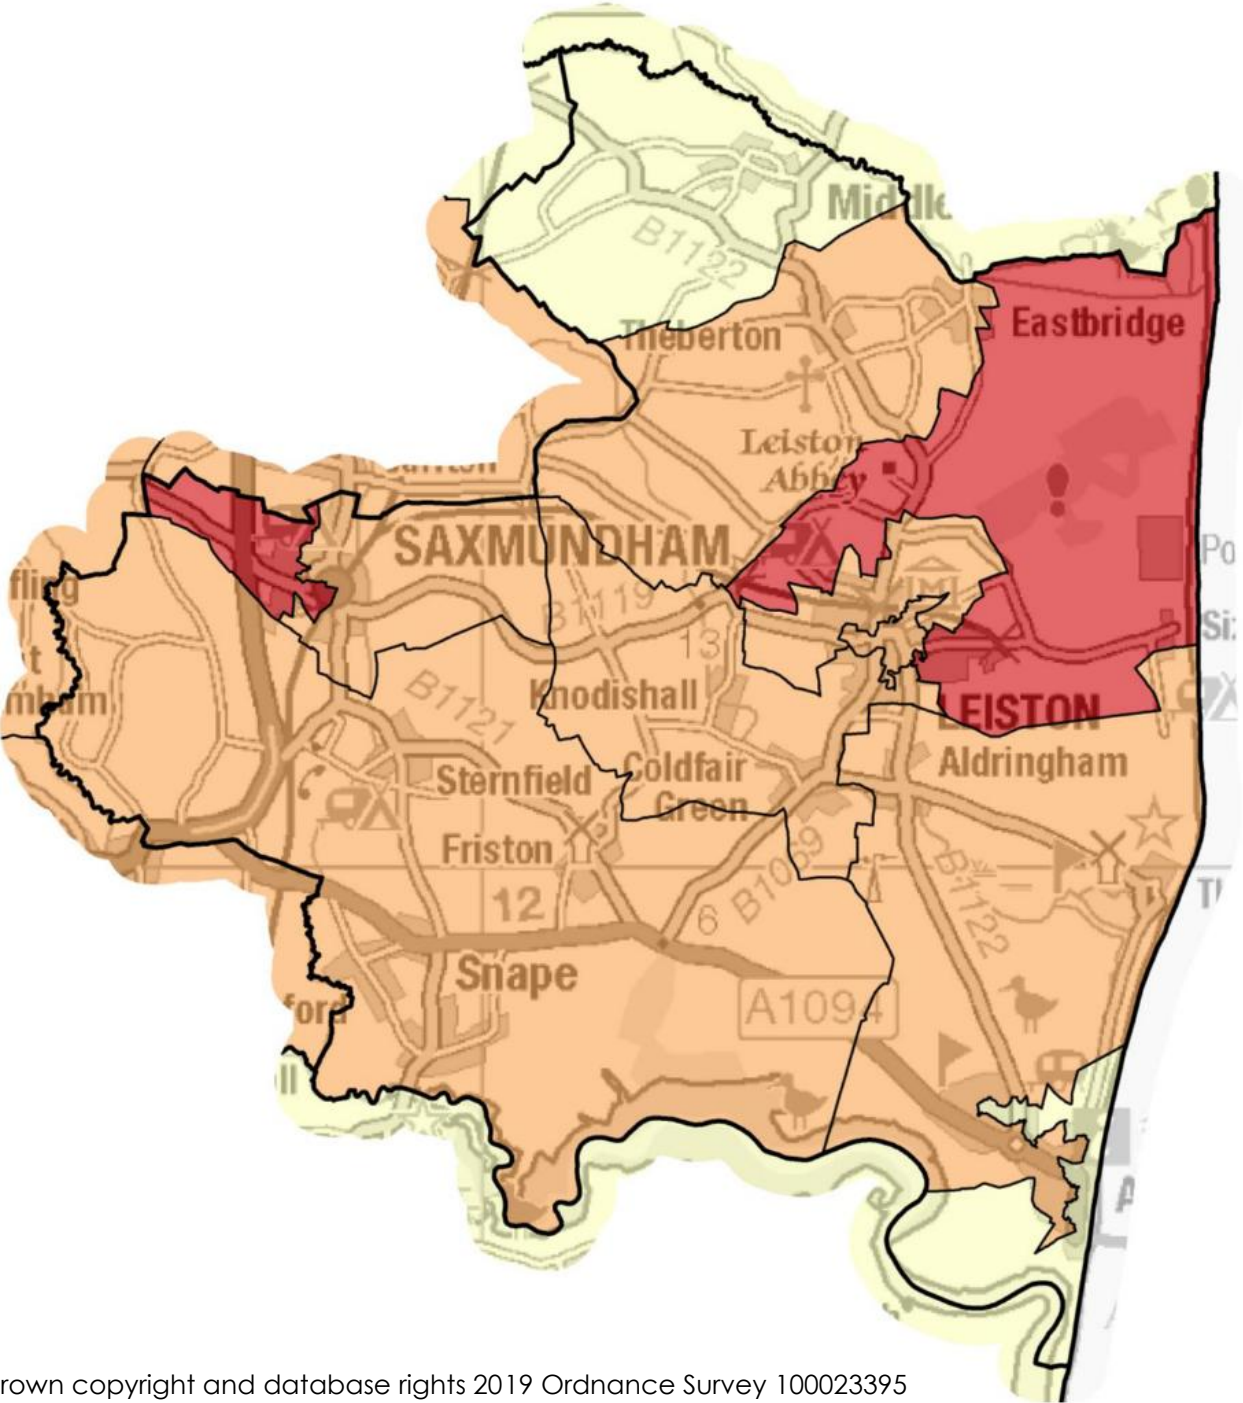 B1122
Eastbridge
Theberton
Leiston
Abbey
SAXMUNDHAM
B1119
13
Knodishall
B1121
LEISTON
Sternfield
Coldfair
Green
Aldringham
Friston
12
6
B1069
B1122
Snape
A1094
rown copyright and database rights 2019 Ordnance Survey 100023395